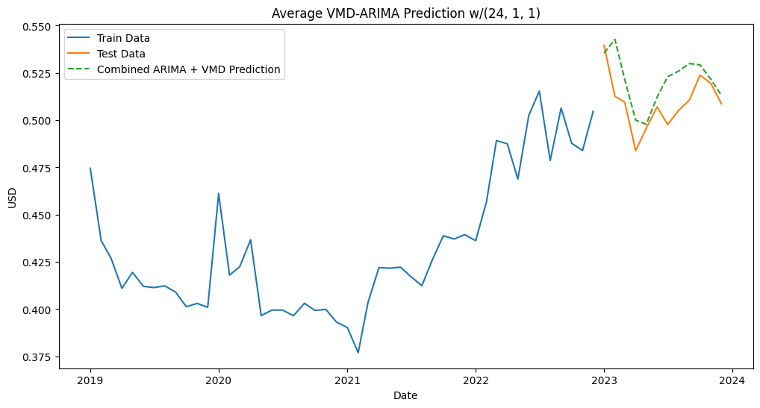 Average VMD-ARIMA Prediction w/(24, 1, 1)
Train Data
Test Data
Combined ARIMA + VMD Prediction
USD
0.550
0.525
0.500
0.475
0.450
0.425
0.400
0.375
2019
2020
2021
2022
2023
2024
Date